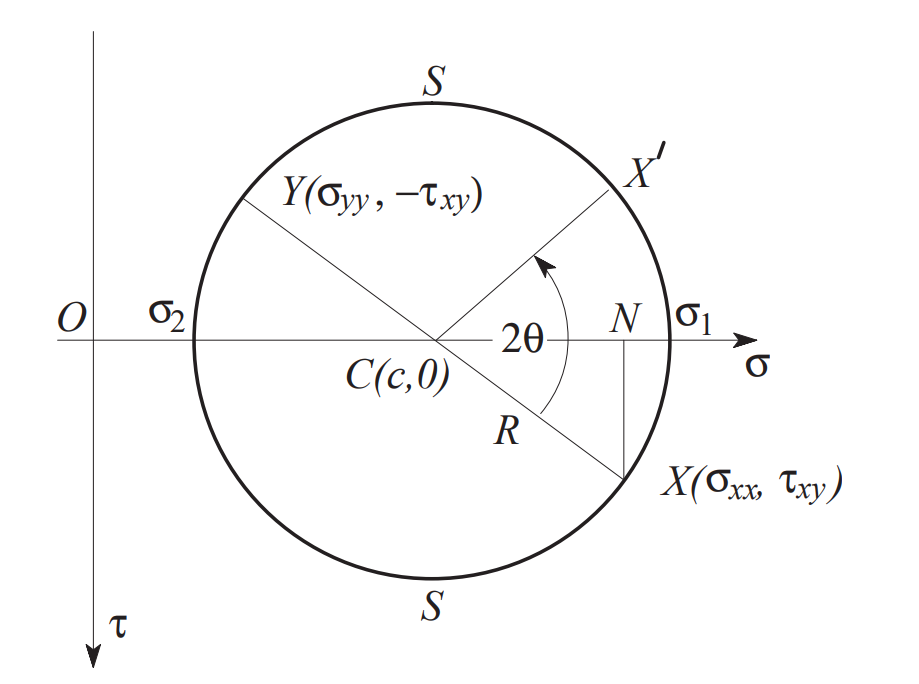 S
X′
Y(σyy, −τxy)
O
σ2
2θ
N
σ1
σ
C(c,0)
R
X(σxx, τxy)
S
τ